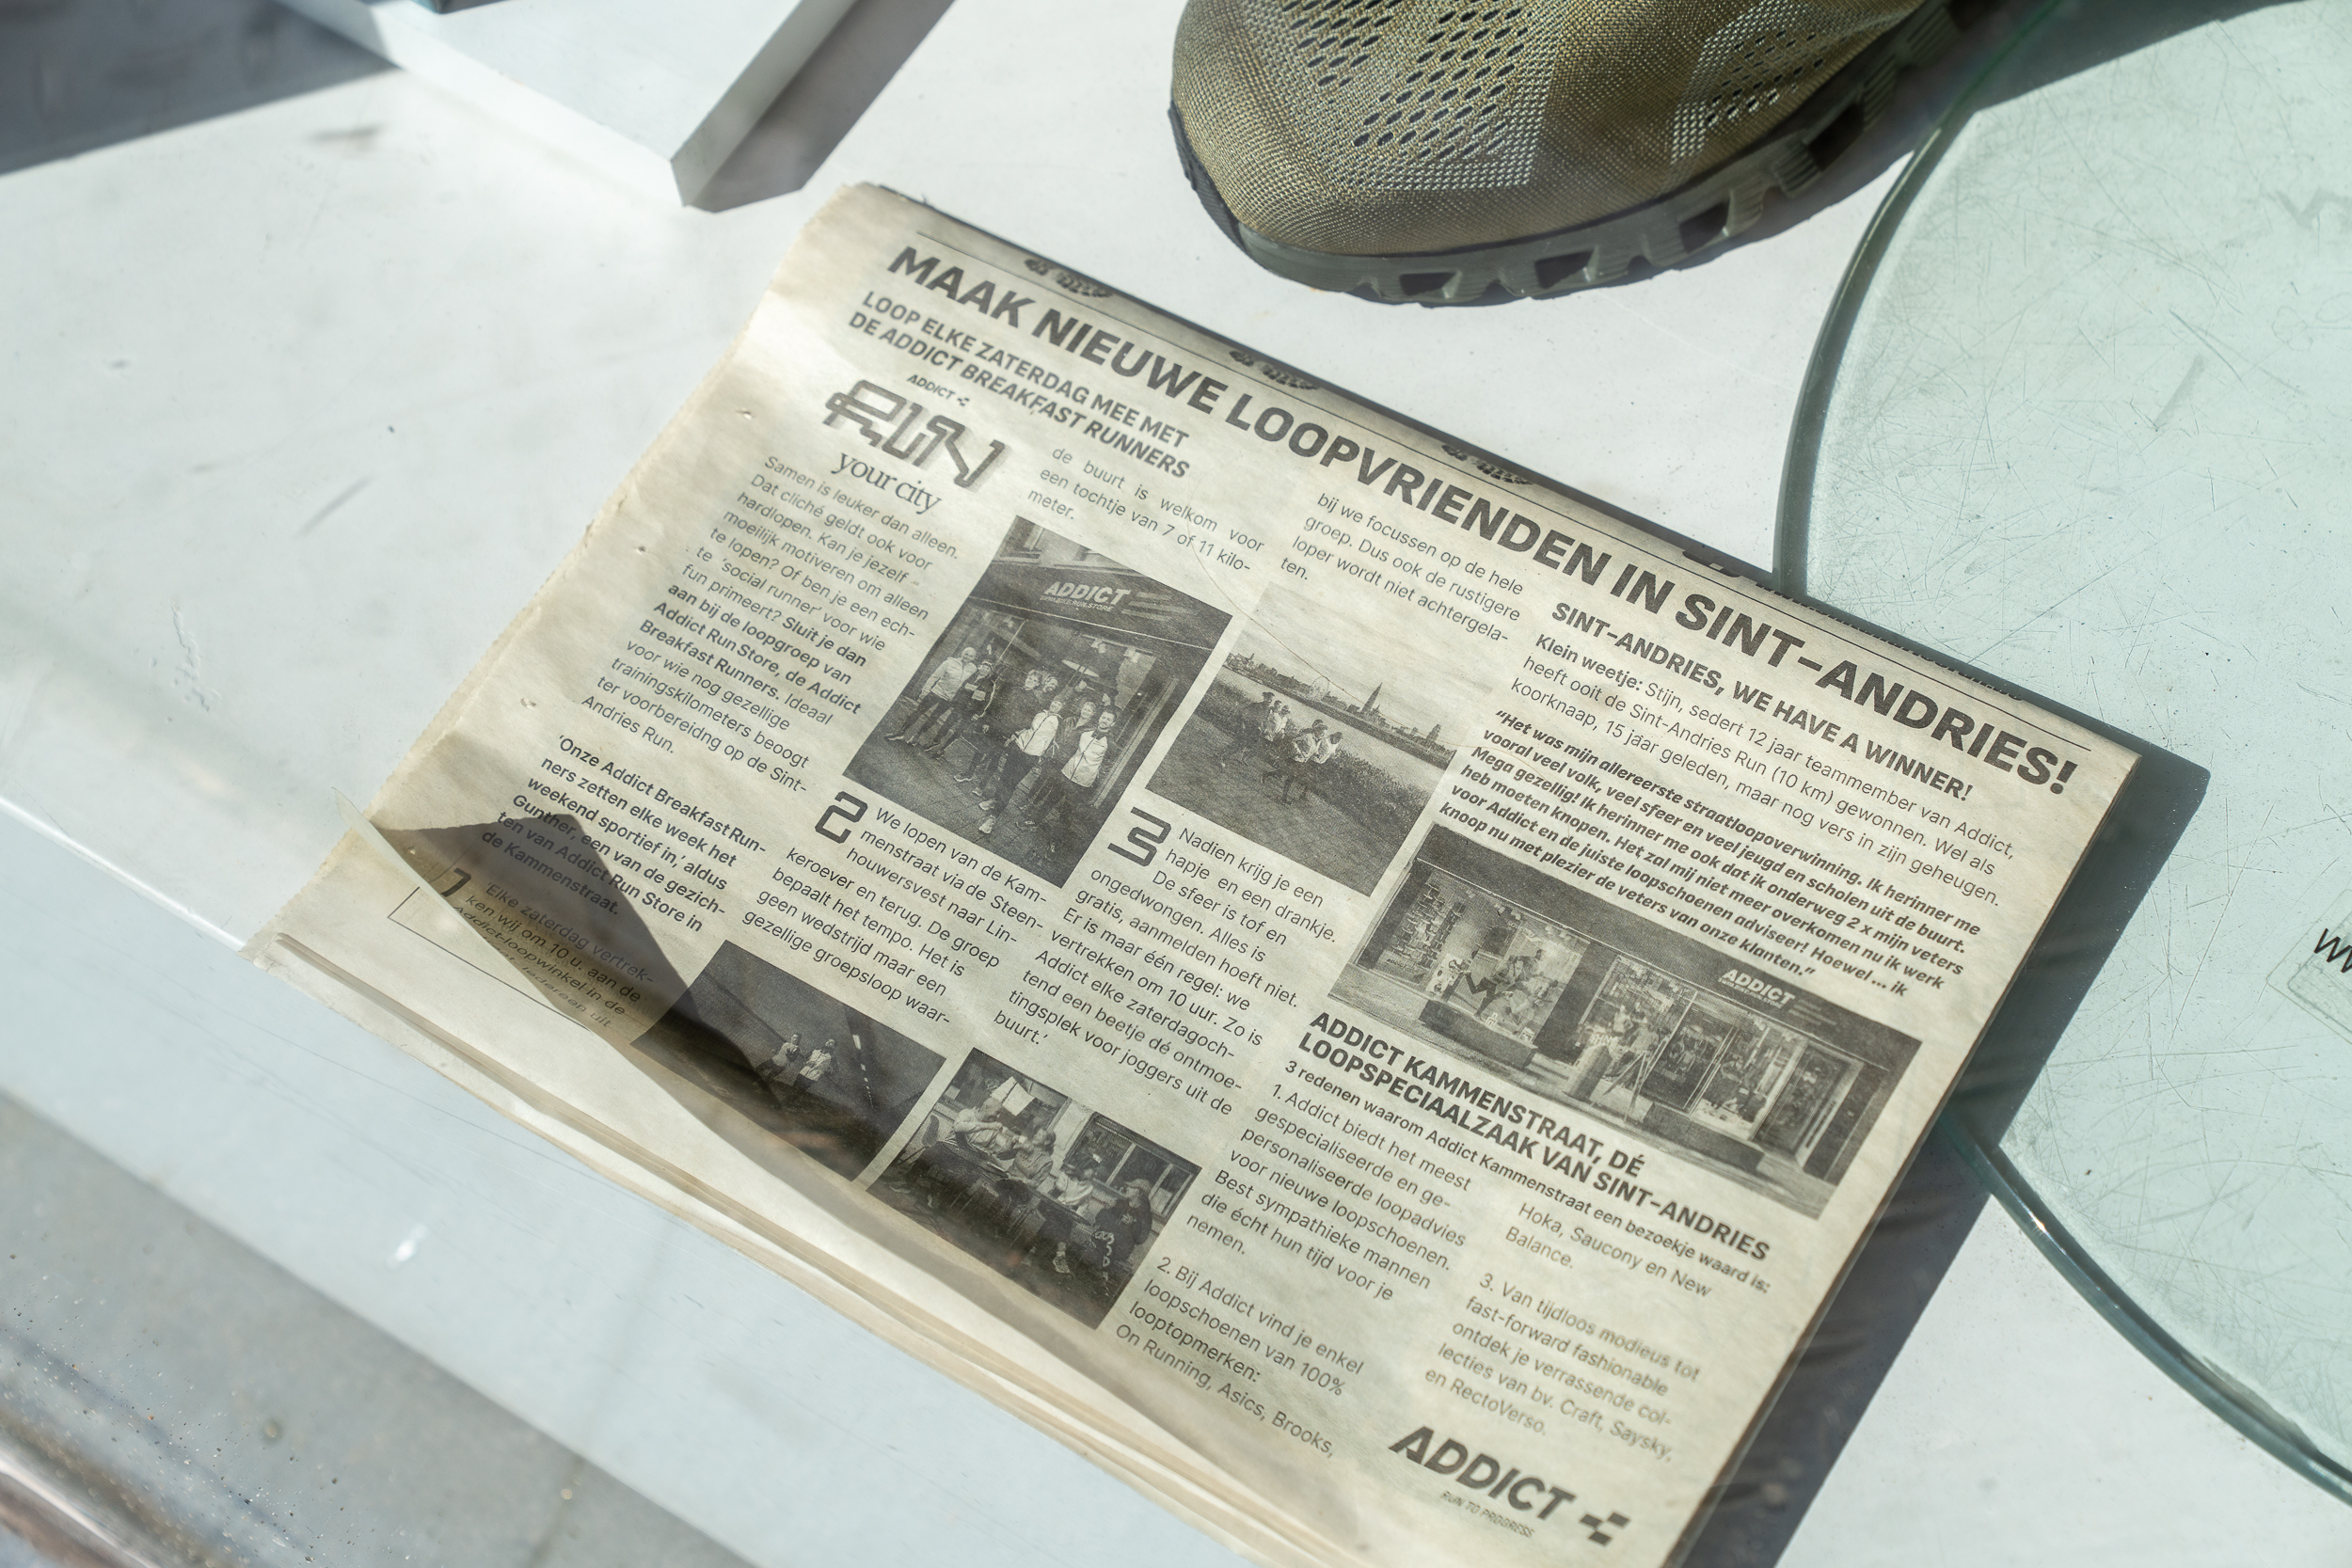 MAAK NIEUWE LOOPVRIENDEN IN SINT-ANDRIES!
LOOP ELKE ZATERDAG MEE MET
DE ADDICT BREAKFAST RUNNERS
ADDICT
RUN
your city
Samen is leuker dan alleen.
Dat cliché geldt ook voor
hardlopen. Kan je jezelf
moeilijk motiveren om alleen
te lopen? Of ben je een ech-
te ‘social runner’ voor wie
fun primeert? Sluit je dan
aan bij de loopgroep van
Addict Run Store, de Addict
Breakfast Runners. Ideaal
voor wie nog gezellige
trainingskilometers beoogt
ter voorbereidng op de Sint-
Andries Run.
‘Onze Addict Breakfast Run-
ners zetten elke week het
weekend sportief in,’ aldus
Gunther, een van de gezich-
ten van Addict Run Store in
de Kammenstraat.
1
Elke zaterdag vertrek-
ken wij om 10 u. aan de
Addict-loopwinkel in de
Iedereen uit
de buurt is welkom voor
een tochtje van 7 of 11 kilo-
meter.
ADDICT
2 We lopen van de Kam-
menstraat via de Steen-
houwersvest naar Lin-
keroever en terug. De groep
bepaalt het tempo. Het is
geen wedstrijd maar een
gezellige groepsloop waar-
bij we focussen op de hele
groep. Dus ook de rustigere
loper wordt niet achtergela-
ten.
3 Nadien krijg je een
hapje en een drankje.
De sfeer is tof en
ongedwongen. Alles is
gratis, aanmelden hoeft niet.
Er is maar één regel: we
vertrekken om 10 uur. Zo is
Addict elke zaterdagoch-
tend een beetje dé ontmoe-
tingsplek voor joggers uit de
buurt.’
SINT-ANDRIES, WE HAVE A WINNER!
Klein weetje: Stijn, sedert 12 jaar teammember van Addict,
heeft ooit de Sint-Andries Run (10 km) gewonnen. Wel als
koorknaap, 15 jaar geleden, maar nog vers in zijn geheugen.
“Het was mijn allereerste straatloopoverwinning. Ik herinner me
vooral veel volk, veel sfeer en veel jeugd en scholen uit de buurt.
Mega gezellig! Ik herinner me ook dat ik onderweg 2 x mijn veters
heb moeten knopen. Het zal mij niet meer overkomen nu ik werk
voor Addict en de juiste loopschoenen adviseer! Hoewel ... ik
knoop nu met plezier de veters van onze klanten.”
ADDICT
ADDICT KAMMENSTRAAT, DÉ
LOOPSPECIAALZAAK VAN SINT-ANDRIES
3 redenen waarom Addict Kammenstraat een bezoekje waard is:
1. Addict biedt het meest
gespecialiseerde en ge-
personaliseerde loopadvies
voor nieuwe loopschoenen.
Best sympathieke mannen
die écht hun tijd voor je
nemen.
2. Bij Addict vind je enkel
loopschoenen van 100%
looptopmerken:
On Running, Asics, Brooks,
Hoka, Saucony en New
Balance.
3. Van tijdloos modieus tot
fast-forward fashionable
ontdek je verrassende col-
lecties van bv. Craft, Saysky,
en RectoVerso.
ADDICT
RUN TO PROGRESS